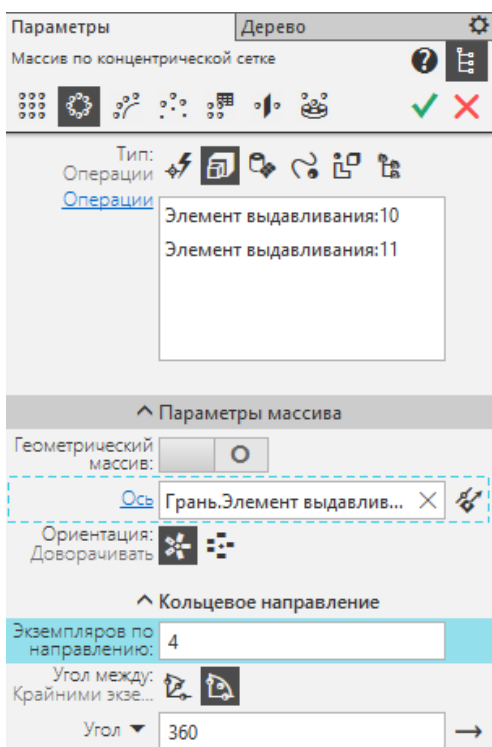 Параметры
Дерево
Массив по концентрической сетке
Тип:
Операции
Операции
Элемент выдавливания:10
Элемент выдавливания:11
Параметры массива
Геометрический
массив:
Ось
Грань.Элемент выдавлив...
Ориентация:
Доворачивать
Кольцевое направление
Экземпляров по
направлению:
4
Угол между:
Крайними экзе...
Угол
360